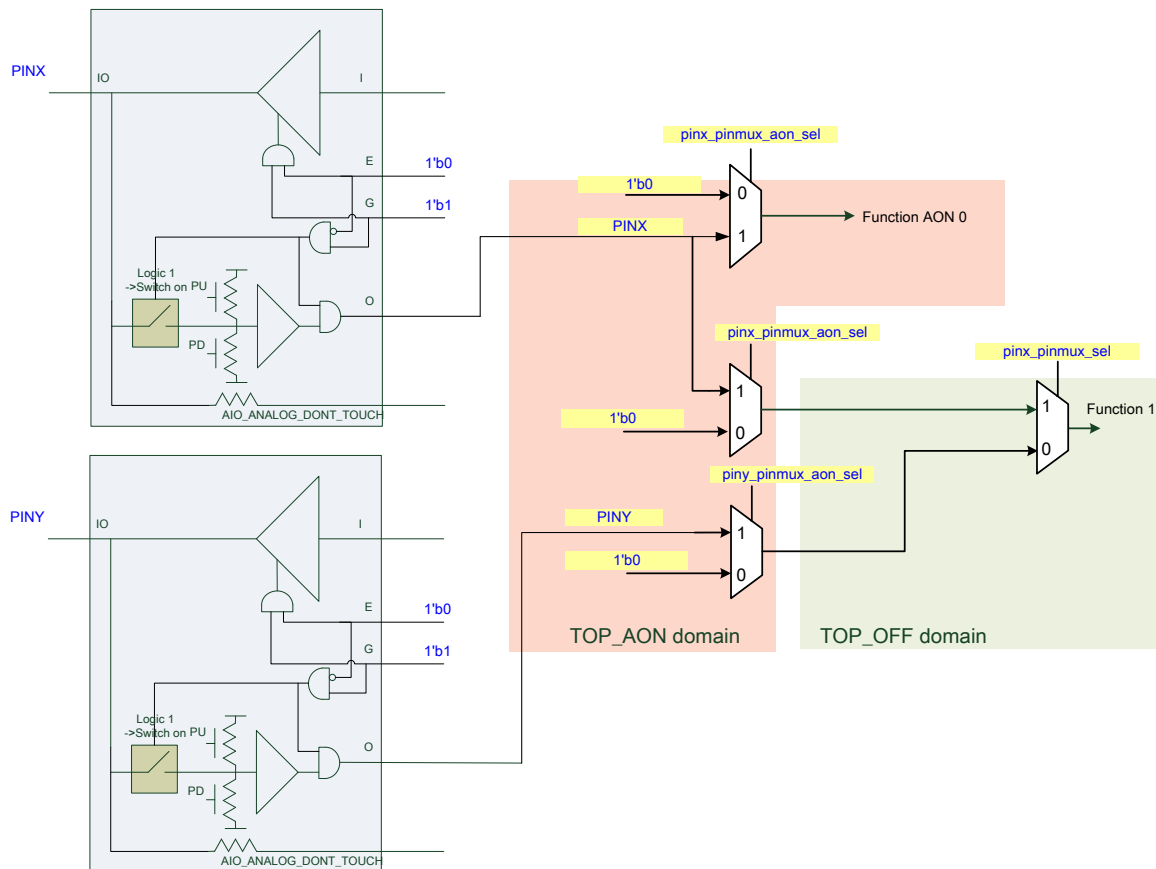 PINX
IO
I
E
1'b0
G
1'b1
Logic 1
->Switch on
PU
PD
O
AIO_ANALOG_DONT_TOUCH
pinx_pinmux_aon_sel
1'b0
0
PINX
1
Function AON 0
pinx_pinmux_aon_sel
1
1'b0
0
pinx_pinmux_sel
1
Function 1
0
piny_pinmux_aon_sel
PINY
1
1'b0
0
TOP_AON domain
TOP_OFF domain
PINY
IO
I
E
1'b0
G
1'b1
Logic 1
->Switch on
PU
PD
O
AIO_ANALOG_DONT_TOUCH